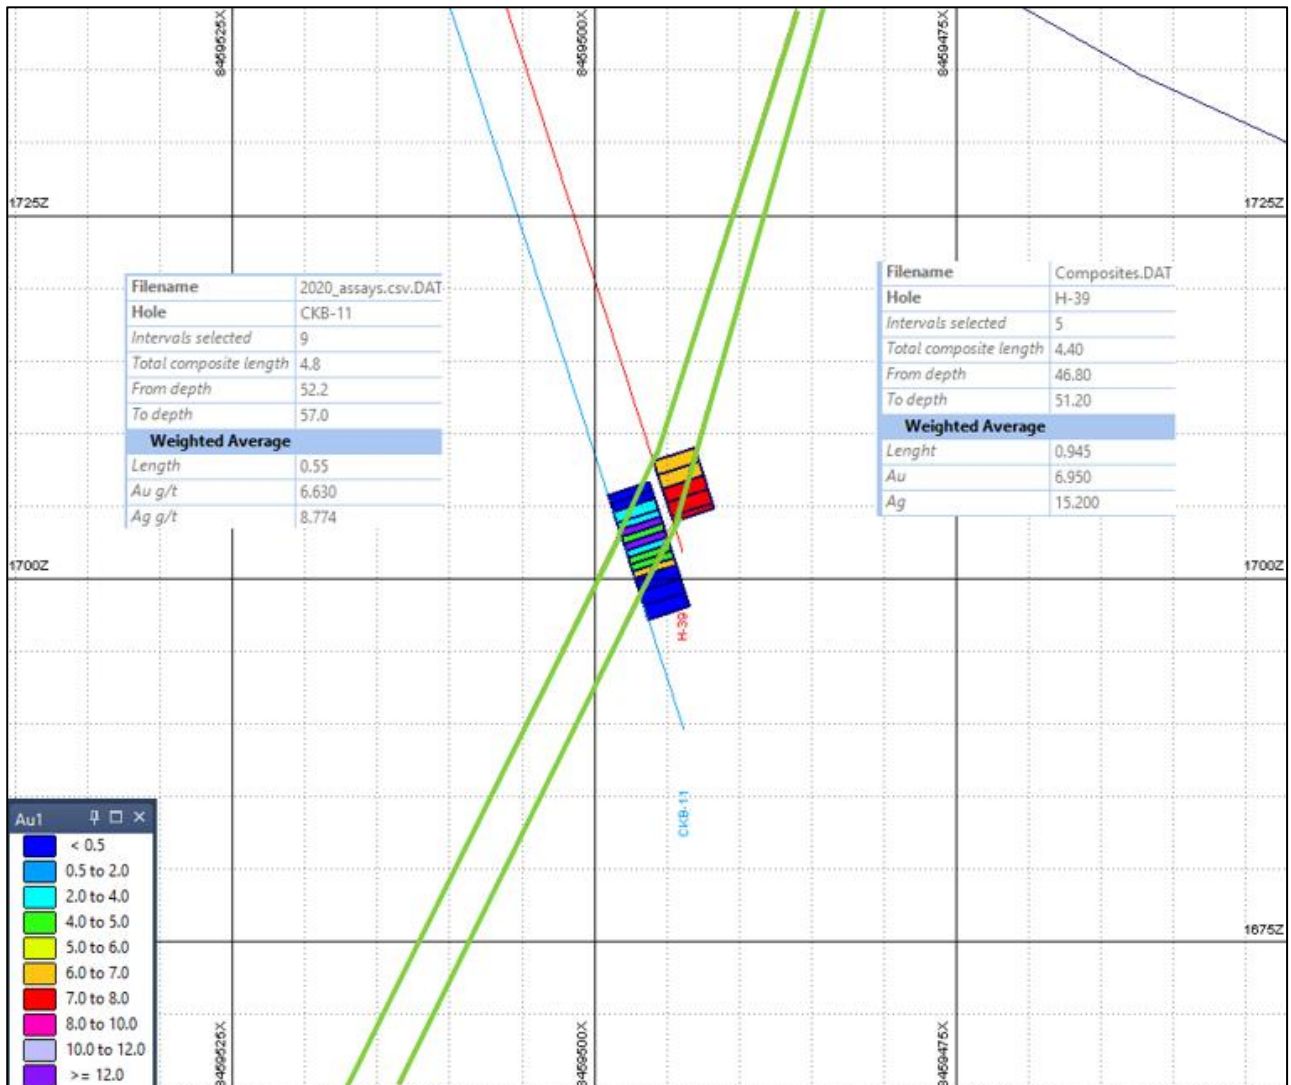 8469525X
8469500X
8469475X
1725Z
1725Z
Filename 2020_assays.csv.DAT
Hole CKB-11
Intervals selected 9
Total composite length 4.8
From depth 52.2
To depth 57.0
Weighted Average
Length 0.55
Au g/t 6.630
Ag g/t 8.774
Filename Composites.DAT
Hole H-39
Intervals selected 5
Total composite length 4.40
From depth 46.80
To depth 51.20
Weighted Average
Lenght 0.945
Au 6.950
Ag 15.200
1700Z
1700Z
H-39
CKB-11
1675Z
Au1
< 0.5
0.5 to 2.0
2.0 to 4.0
4.0 to 5.0
5.0 to 6.0
6.0 to 7.0
7.0 to 8.0
8.0 to 10.0
10.0 to 12.0
>= 12.0
8469525X
8469500X
8469475X